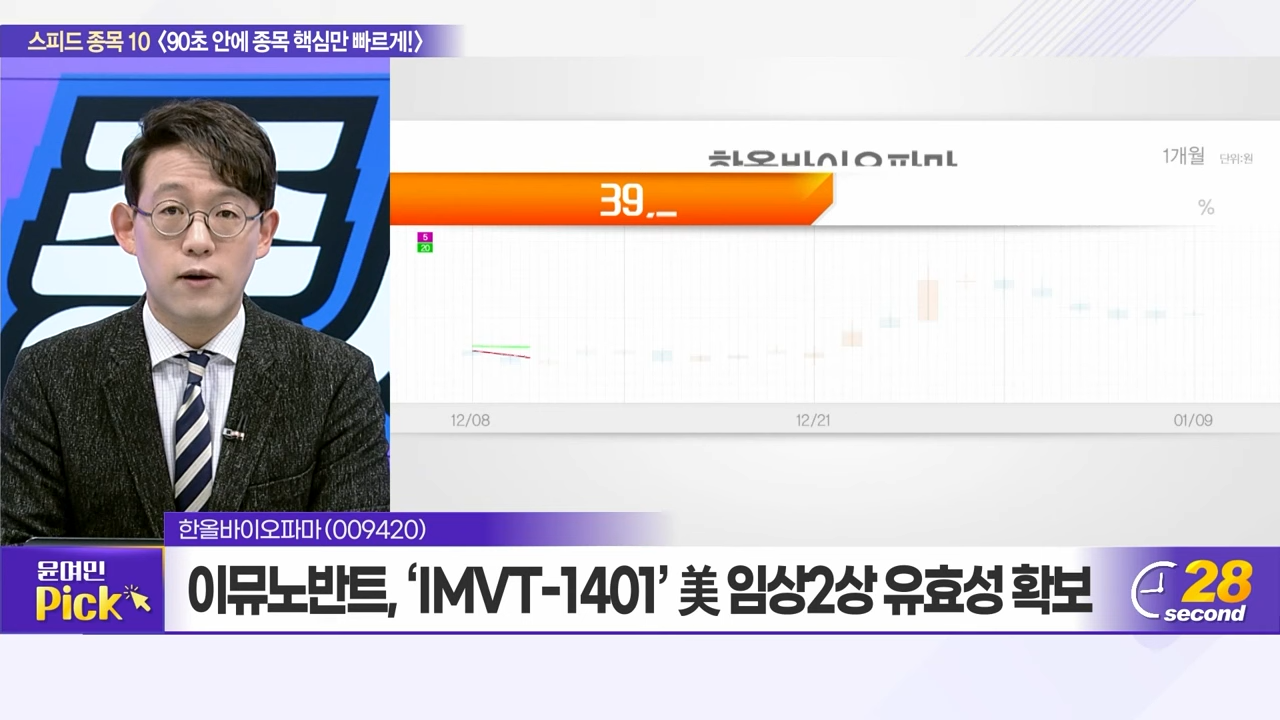 스피드 종목 10 〈90초 안에 종목 핵심만 빠르게!〉
1개월 단위:원
39,
%
5
20
12/08 12/21 01/09
한올바이오파마(009420)
윤여민
Pick
이뮤노반트, ‘IMVT-1401’ 美 임상2상 유효성 확보
28
second